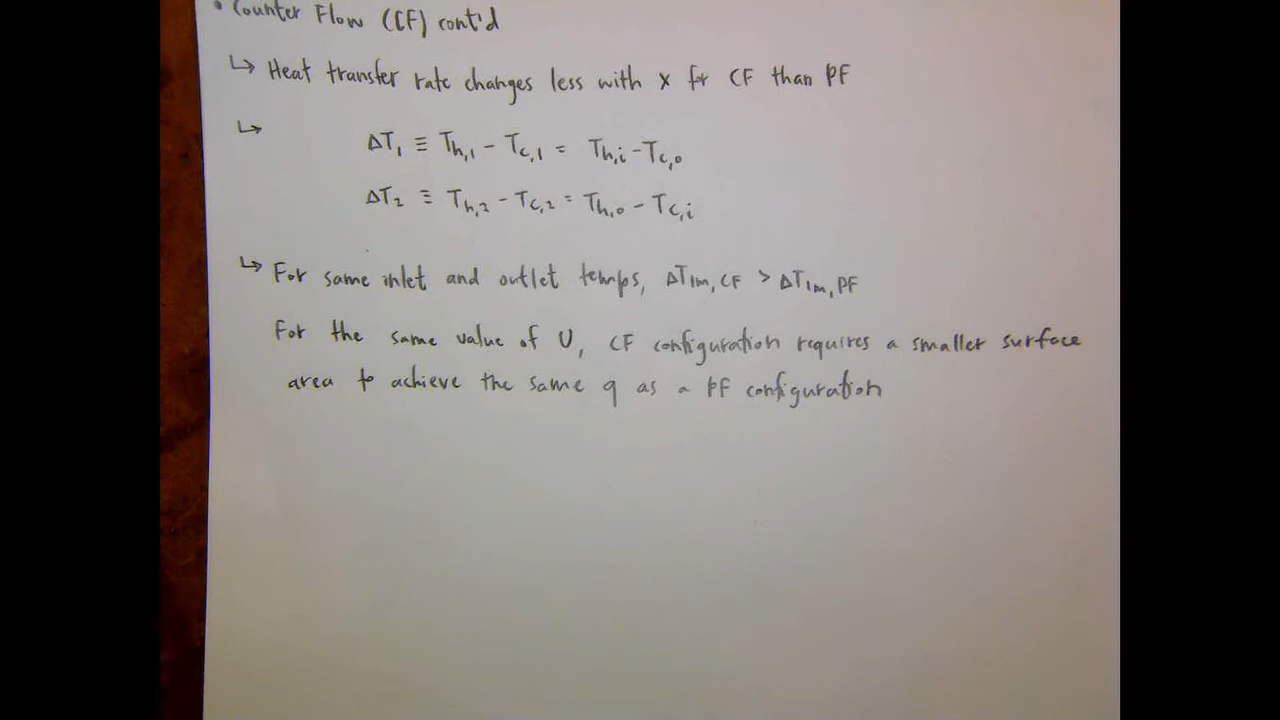 • Counter Flow (CF) cont'd
↳ Heat transfer rate changes less with x for CF than PF
↳ ΔT₁ ≡ Th,1 - Tc,1 = Th,i - Tc,o
ΔT₂ ≡ Th,2 - Tc,2 = Th,o - Tc,i
↳ For same inlet and outlet temps, ΔTlm,CF > ΔTlm,PF
For the same value of U, CF configuration requires a smaller surface
area to achieve the same q as a PF configuration